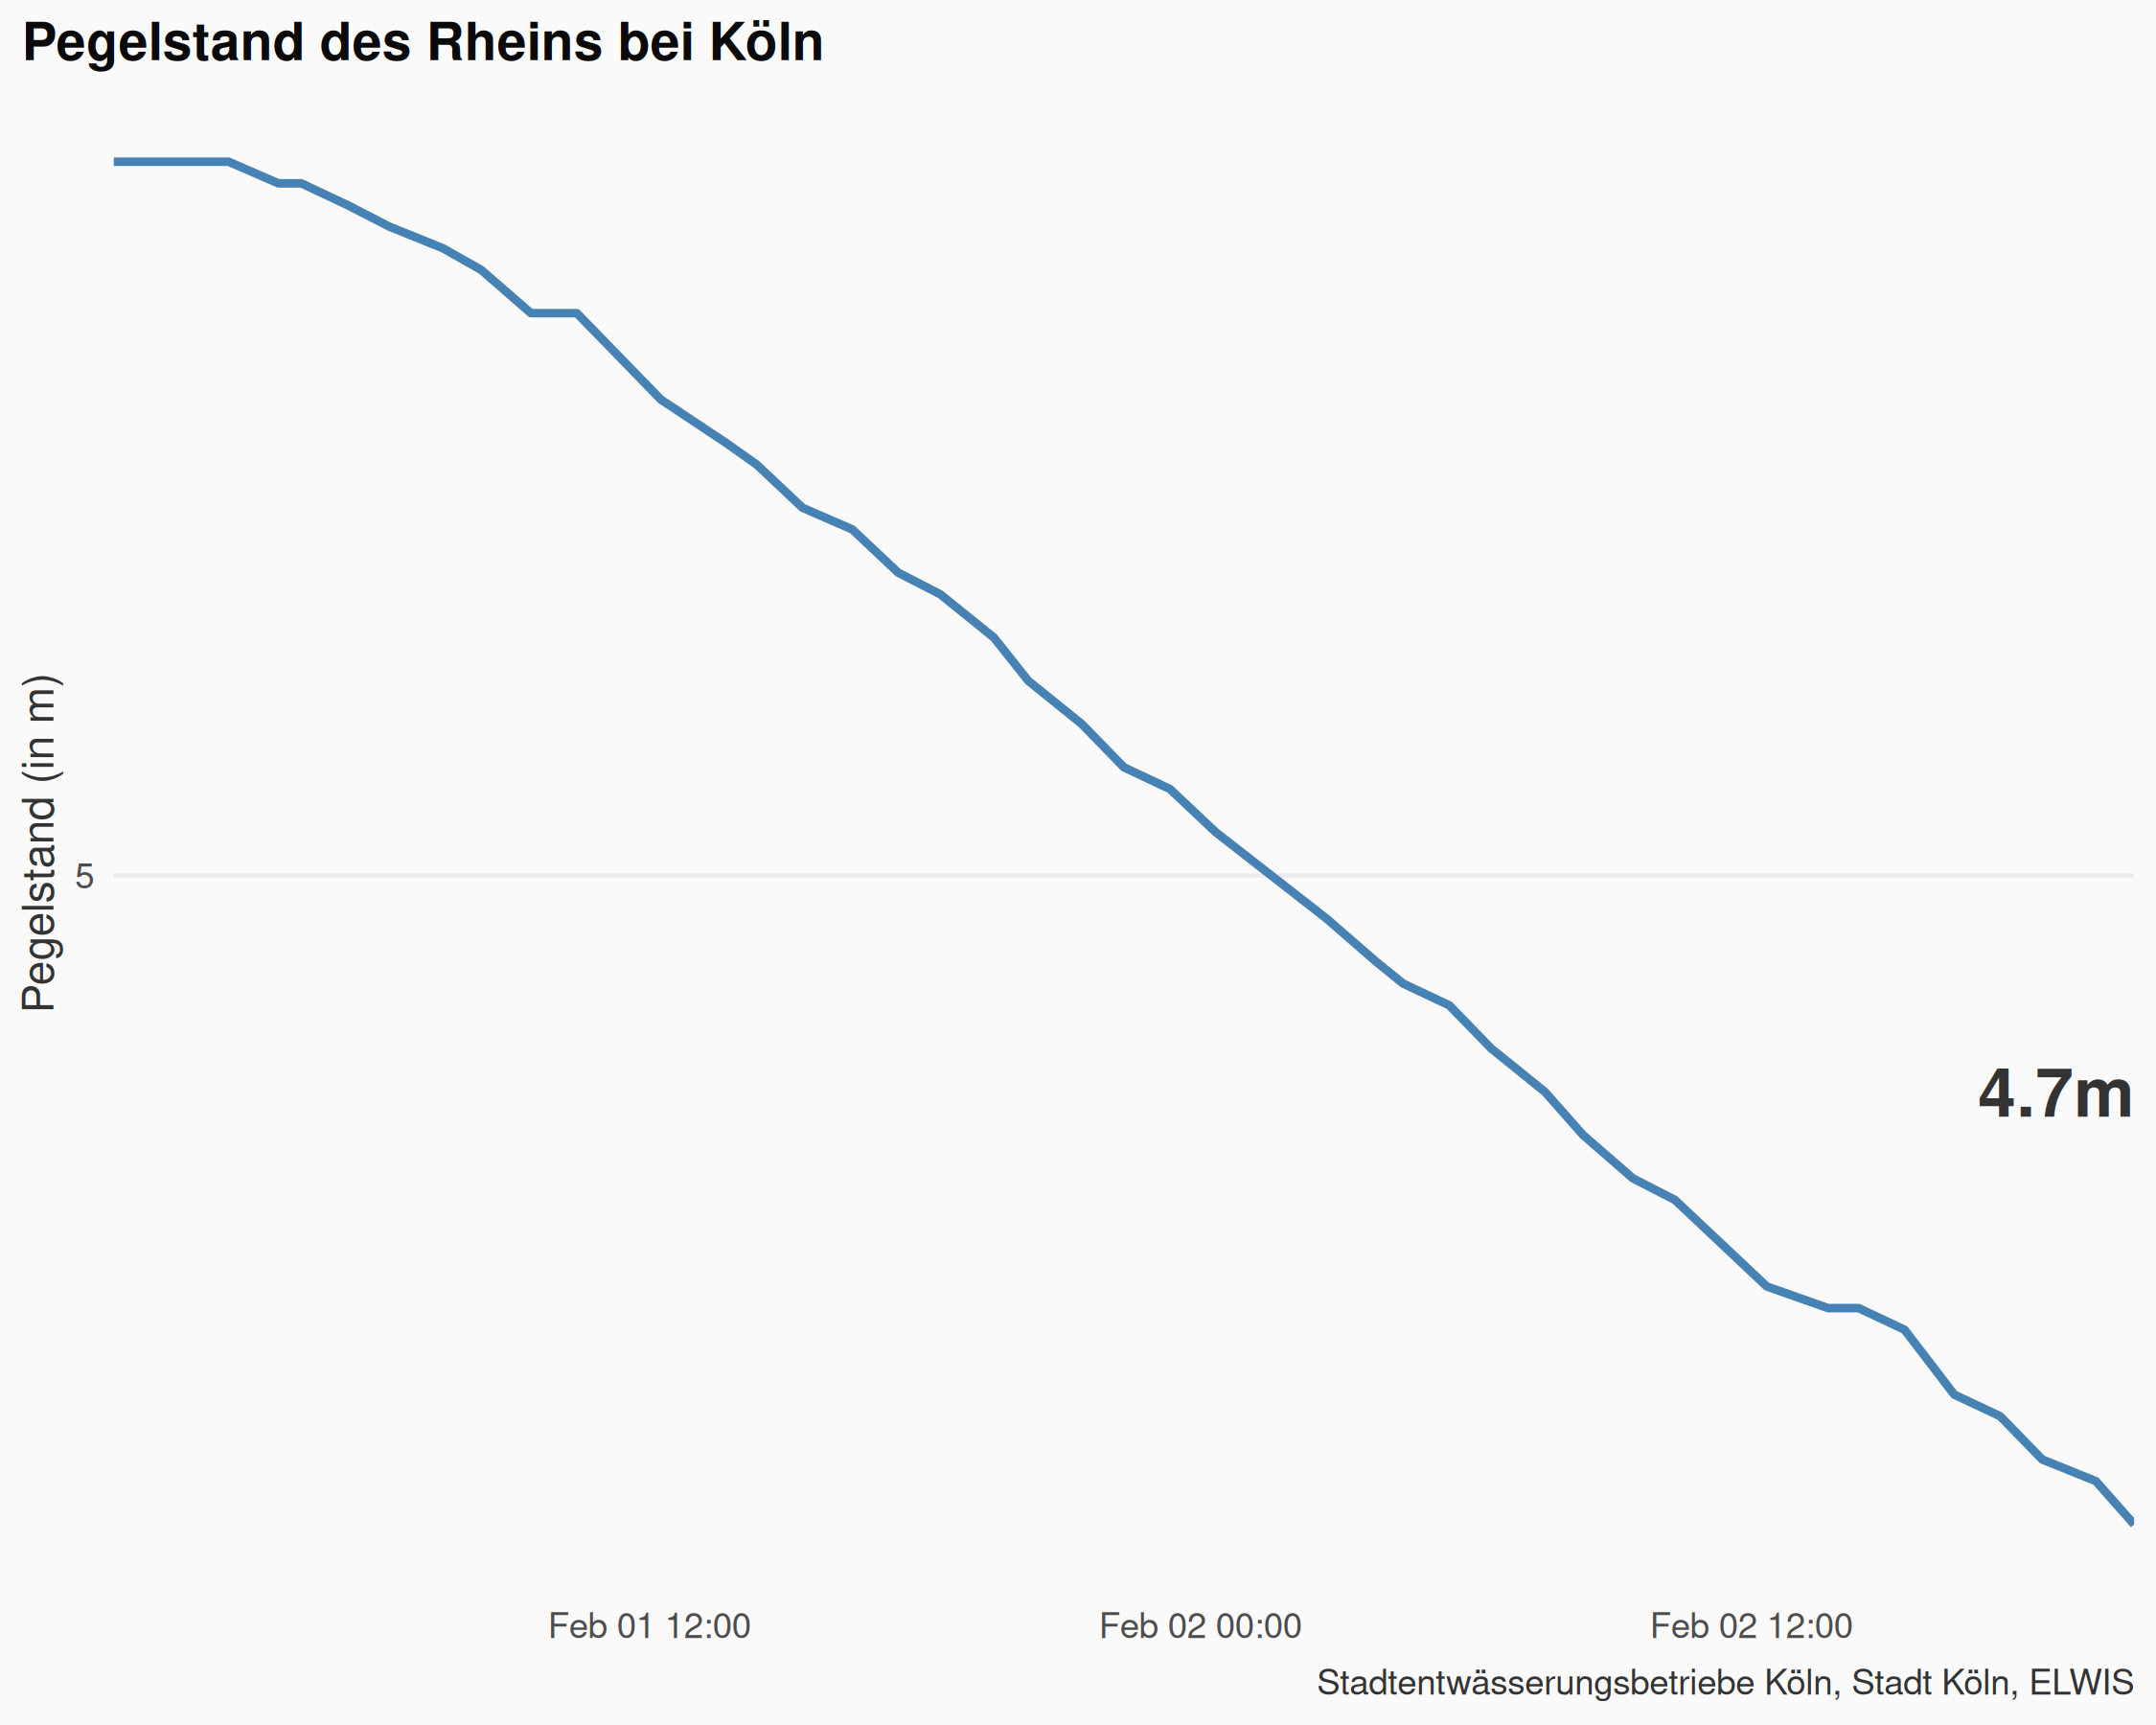 Pegelstand des Rheins bei Köln
Pegelstand (in m)
5
4.7m
Feb 01 12:00
Feb 02 00:00
Feb 02 12:00
Stadtentwässerungsbetriebe Köln, Stadt Köln, ELWIS